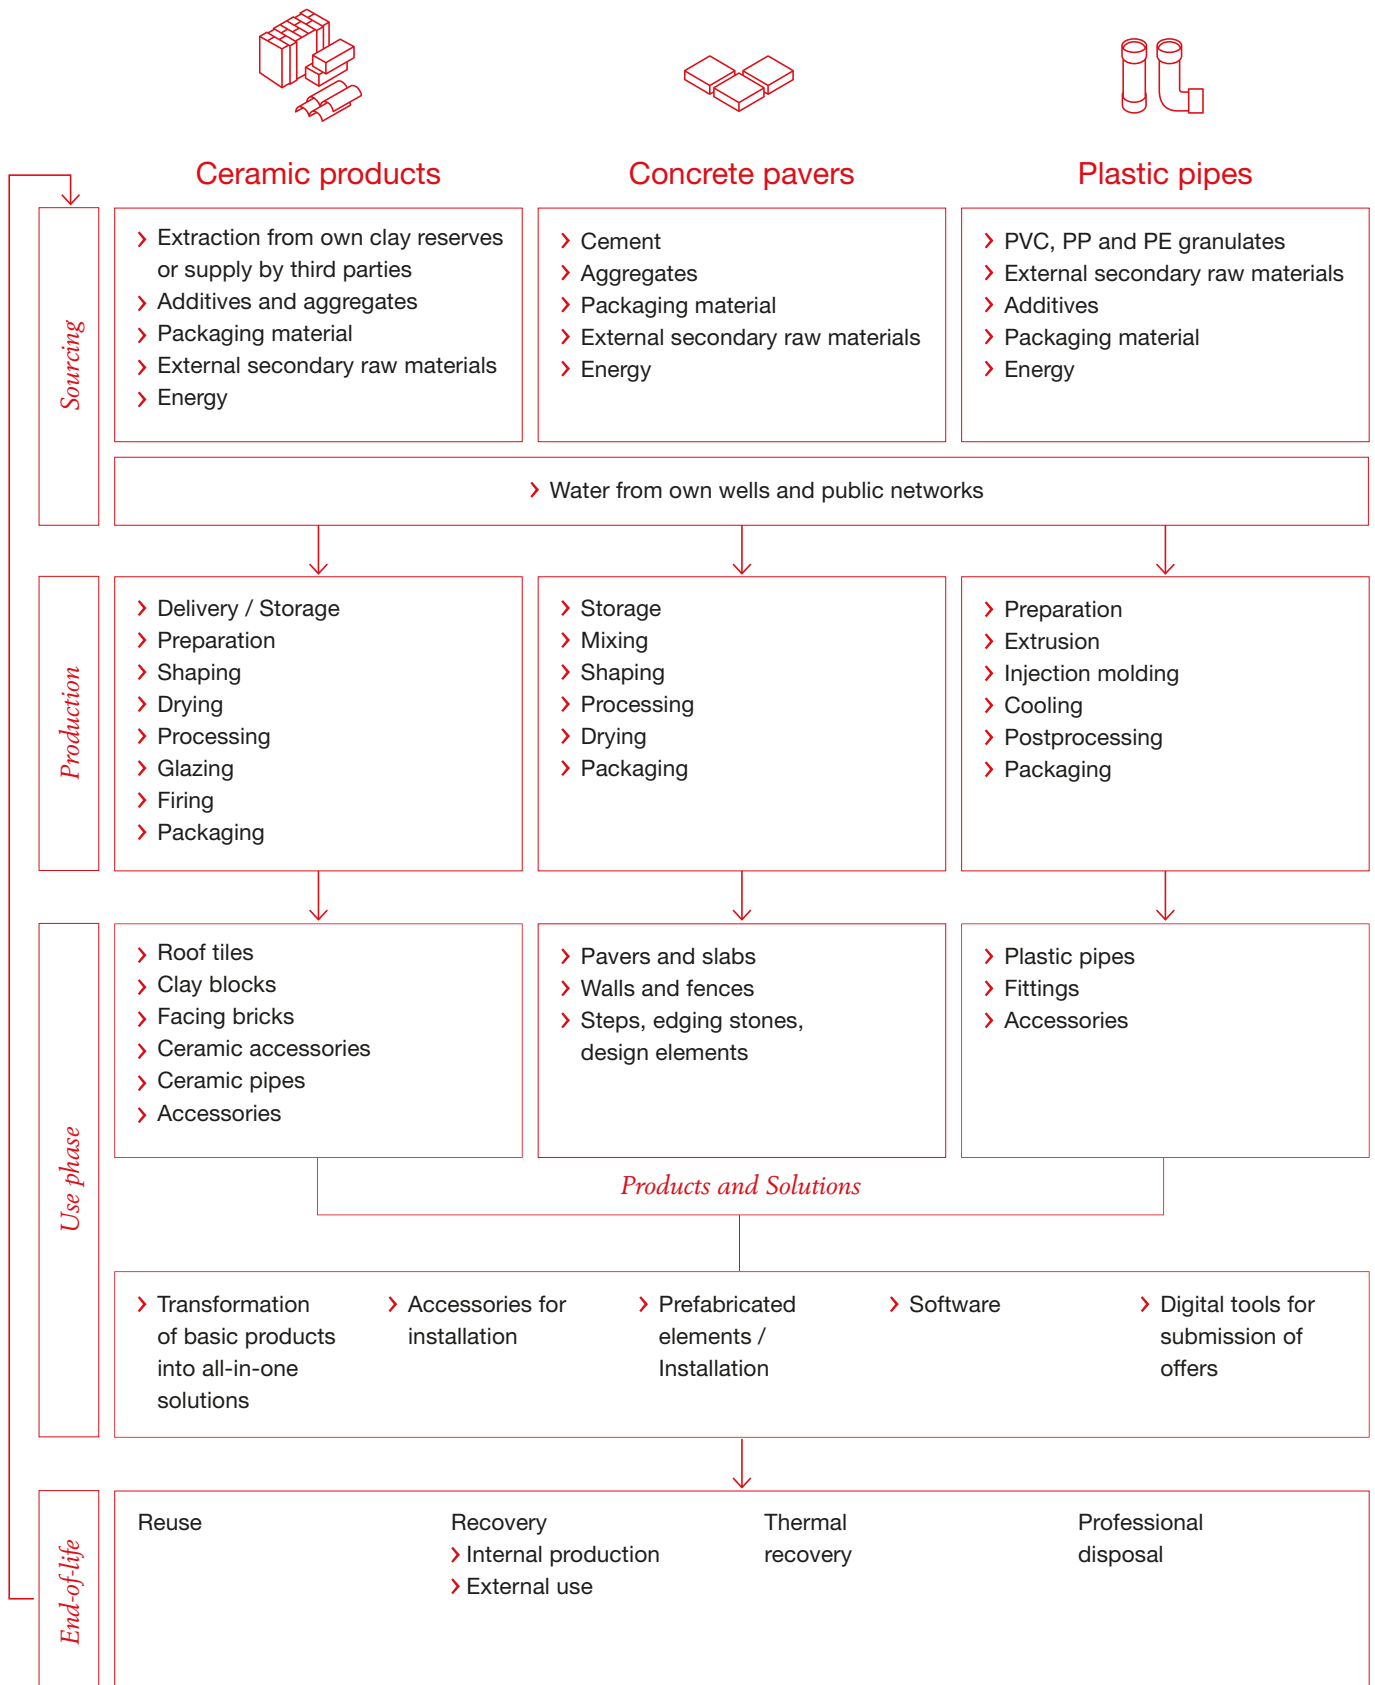 Ceramic products
Concrete pavers
Plastic pipes
Sourcing
Extraction from own clay reserves
or supply by third parties
Additives and aggregates
Packaging material
External secondary raw materials
Energy
Cement
Aggregates
Packaging material
External secondary raw materials
Energy
PVC, PP and PE granulates
External secondary raw materials
Additives
Packaging material
Energy
Water from own wells and public networks
Production
Delivery / Storage
Preparation
Shaping
Drying
Processing
Glazing
Firing
Packaging
Storage
Mixing
Shaping
Processing
Drying
Packaging
Preparation
Extrusion
Injection molding
Cooling
Postprocessing
Packaging
Use phase
Roof tiles
Clay blocks
Facing bricks
Ceramic accessories
Ceramic pipes
Accessories
Pavers and slabs
Walls and fences
Steps, edging stones,
design elements
Plastic pipes
Fittings
Accessories
Products and Solutions
Transformation
of basic products
into all-in-one
solutions
Accessories for
installation
Prefabricated
elements /
Installation
Software
Digital tools for
submission of
offers
End-of-life
Reuse
Recovery
Internal production
External use
Thermal
recovery
Professional
disposal